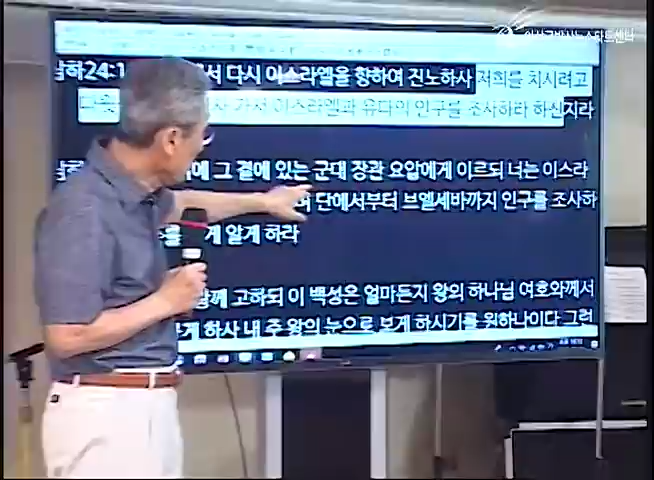 하24:1 서 다시 이스라엘을 향하여 진노하사 저희를 치시려고
가서 이스라엘과 유다의 인구를 조사하라 하신지라
에 그 곁에 있는 군대 장관 요압에게 이르되 너는 이스라
단에서부터 브엘세바까지 인구를 조사하
를 게 알게 하라
께 고하되 이 백성은 얼마든지 왕의 하나님 여호와께서
게 하사 내 주 왕의 눈으로 보게 하시기를 원하나이다 그런